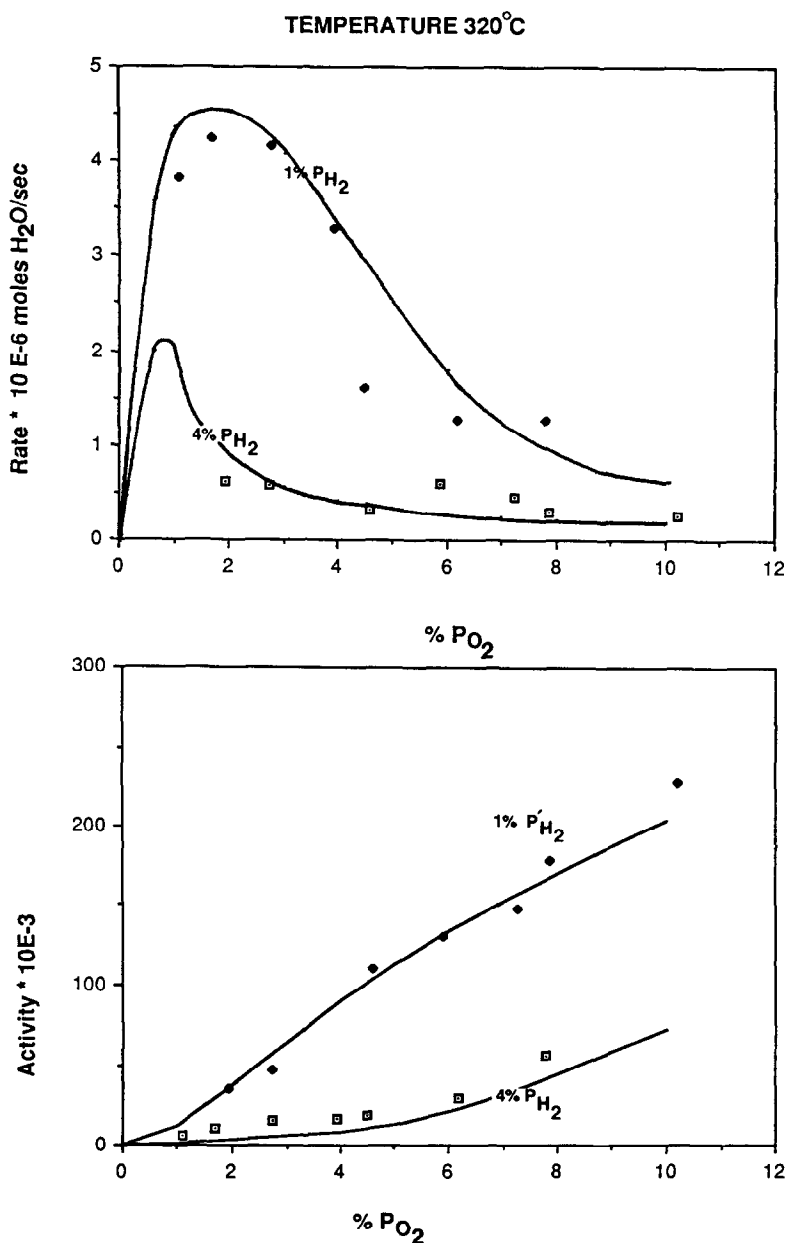 TEMPERATURE 320°C
5
4
3
2
1
0
Rate * 10 E-6 moles H2O/sec
1% PH2
4% PH2
0 2 4 6 8 10 12
% PO2
300
200
100
0
Activity * 10E-3
1% P'H2
4% PH2
0 2 4 6 8 10 12
% PO2